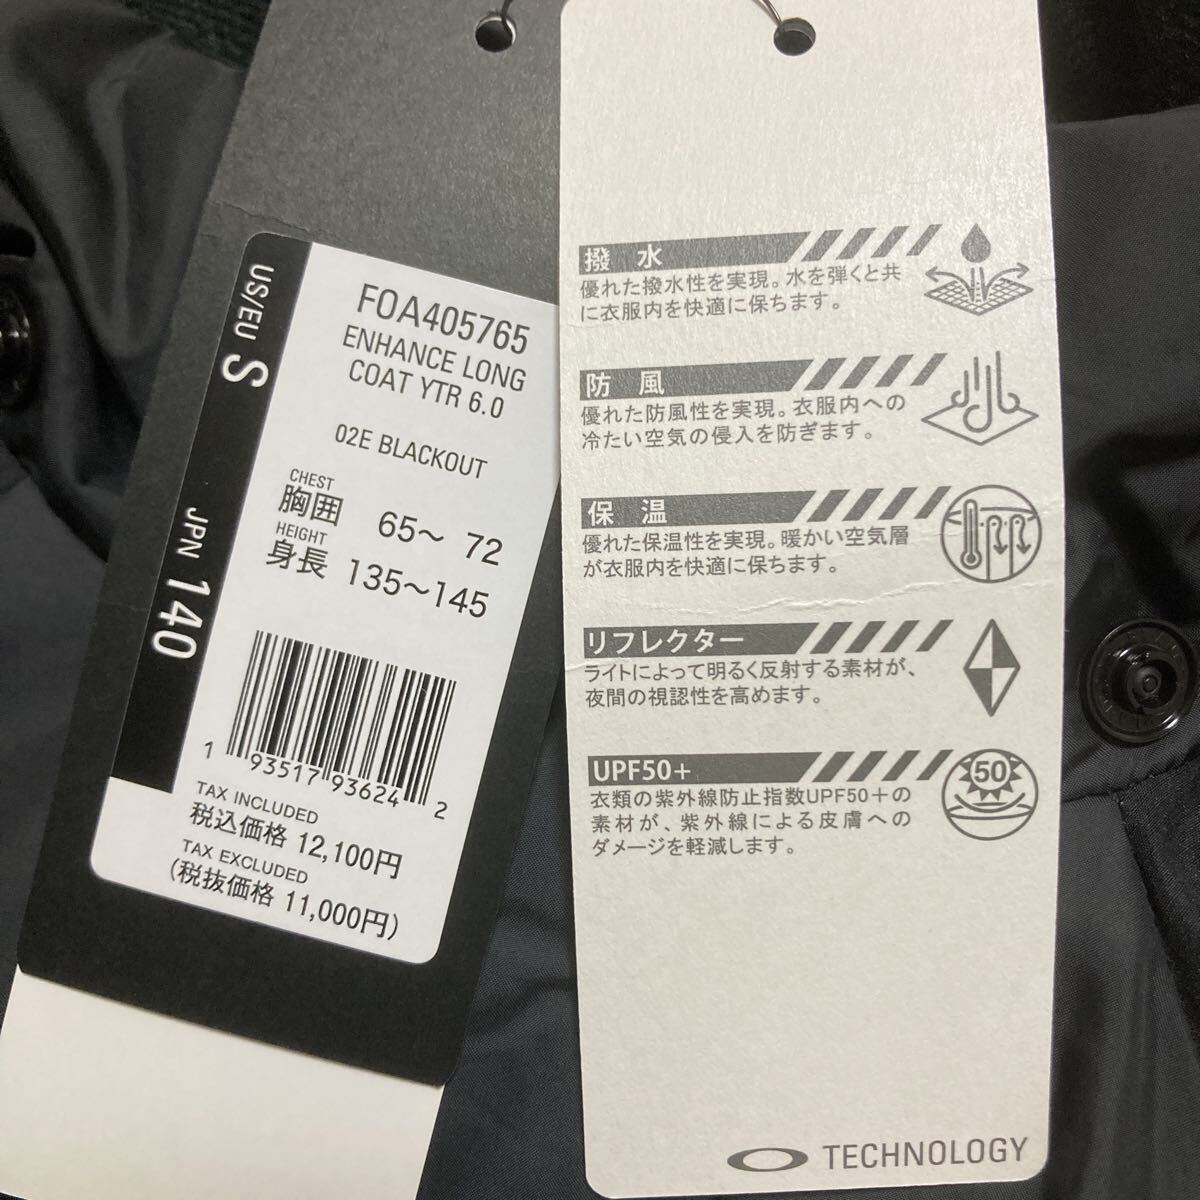 US/EU S
JPN 140
FOA405765
ENHANCE LONG
COAT YTR 6.0
02E BLACKOUT
CHEST
胸囲 65～ 72
HEIGHT
身長 135～145
1 93517 93624 2
TAX INCLUDED
税込価格 12,100円
TAX EXCLUDED
(税抜価格 11,000円)
撥 水
優れた撥水性を実現。水を弾くと共
に衣服内を快適に保ちます。
防 風
優れた防風性を実現。衣服内への
冷たい空気の侵入を防ぎます。
保 温
優れた保温性を実現。暖かい空気層
が衣服内を快適に保ちます。
リフレクター
ライトによって明るく反射する素材が、
夜間の視認性を高めます。
UPF50+
50
衣類の紫外線防止指数UPF50＋の
素材が、紫外線による皮膚への
ダメージを軽減します。
TECHNOLOGY